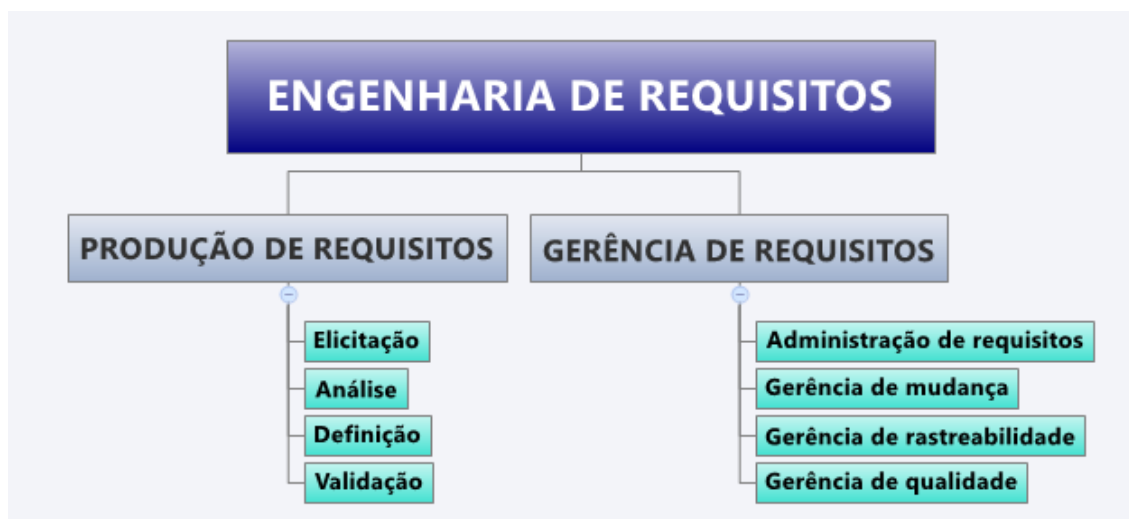 ENGENHARIA DE REQUISITOS
PRODUÇÃO DE REQUISITOS
Elicitação
Análise
Definição
Validação
GERÊNCIA DE REQUISITOS
Administração de requisitos
Gerência de mudança
Gerência de rastreabilidade
Gerência de qualidade